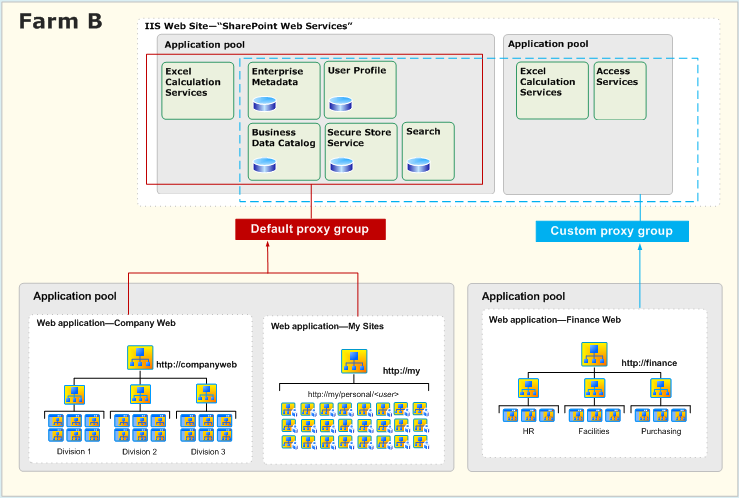 Farm B
IIS Web Site—“SharePoint Web Services”
Application pool
Application pool
Excel
Calculation
Services
Enterprise
Metadata
User Profile
Business
Data Catalog
Secure Store
Service
Search
Excel
Calculation
Services
Access
Services
Default proxy group
Custom proxy group
Application pool
Web application—Company Web
http://companyweb
Division 1
Division 2
Division 3
Web application—My Sites
http://my
http://my/personal/<user>
Application pool
Web application—Finance Web
http://finance
HR
Facilities
Purchasing